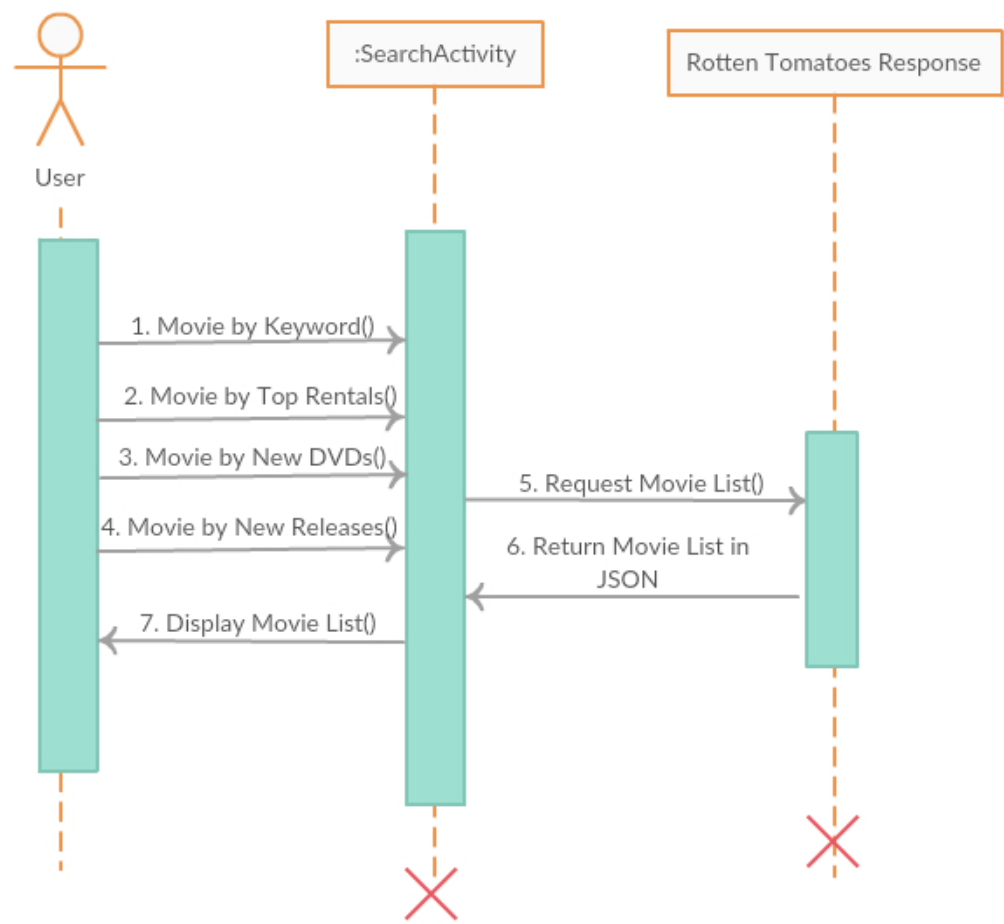 :SearchActivity
Rotten Tomatoes Response
User
1. Movie by Keyword()
2. Movie by Top Rentals()
3. Movie by New DVDs()
5. Request Movie List()
4. Movie by New Releases()
6. Return Movie List in
JSON
7. Display Movie List()